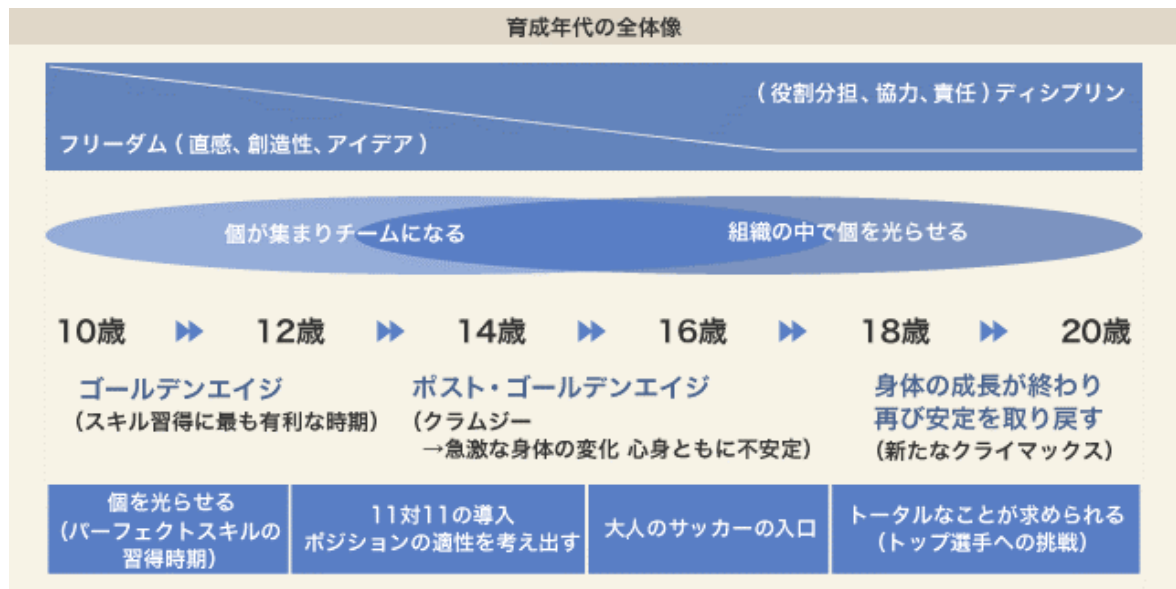 育成年代の全体像
(役割分担、協力、責任)ディシプリン
フリーダム(直感、創造性、アイデア)
個が集まりチームになる
組織の中で個を光らせる
10歳 12歳 14歳 16歳 18歳 20歳
ゴールデンエイジ
(スキル習得に最も有利な時期)
ポスト・ゴールデンエイジ
(クラムジー
→急激な身体の変化 心身ともに不安定)
身体の成長が終わり
再び安定を取り戻す
(新たなクライマックス)
個を光らせる
(パーフェクトスキルの
習得時期)
11対11の導入
ポジションの適性を考え出す
大人のサッカーの入口
トータルなことが求められる
(トップ選手への挑戦)